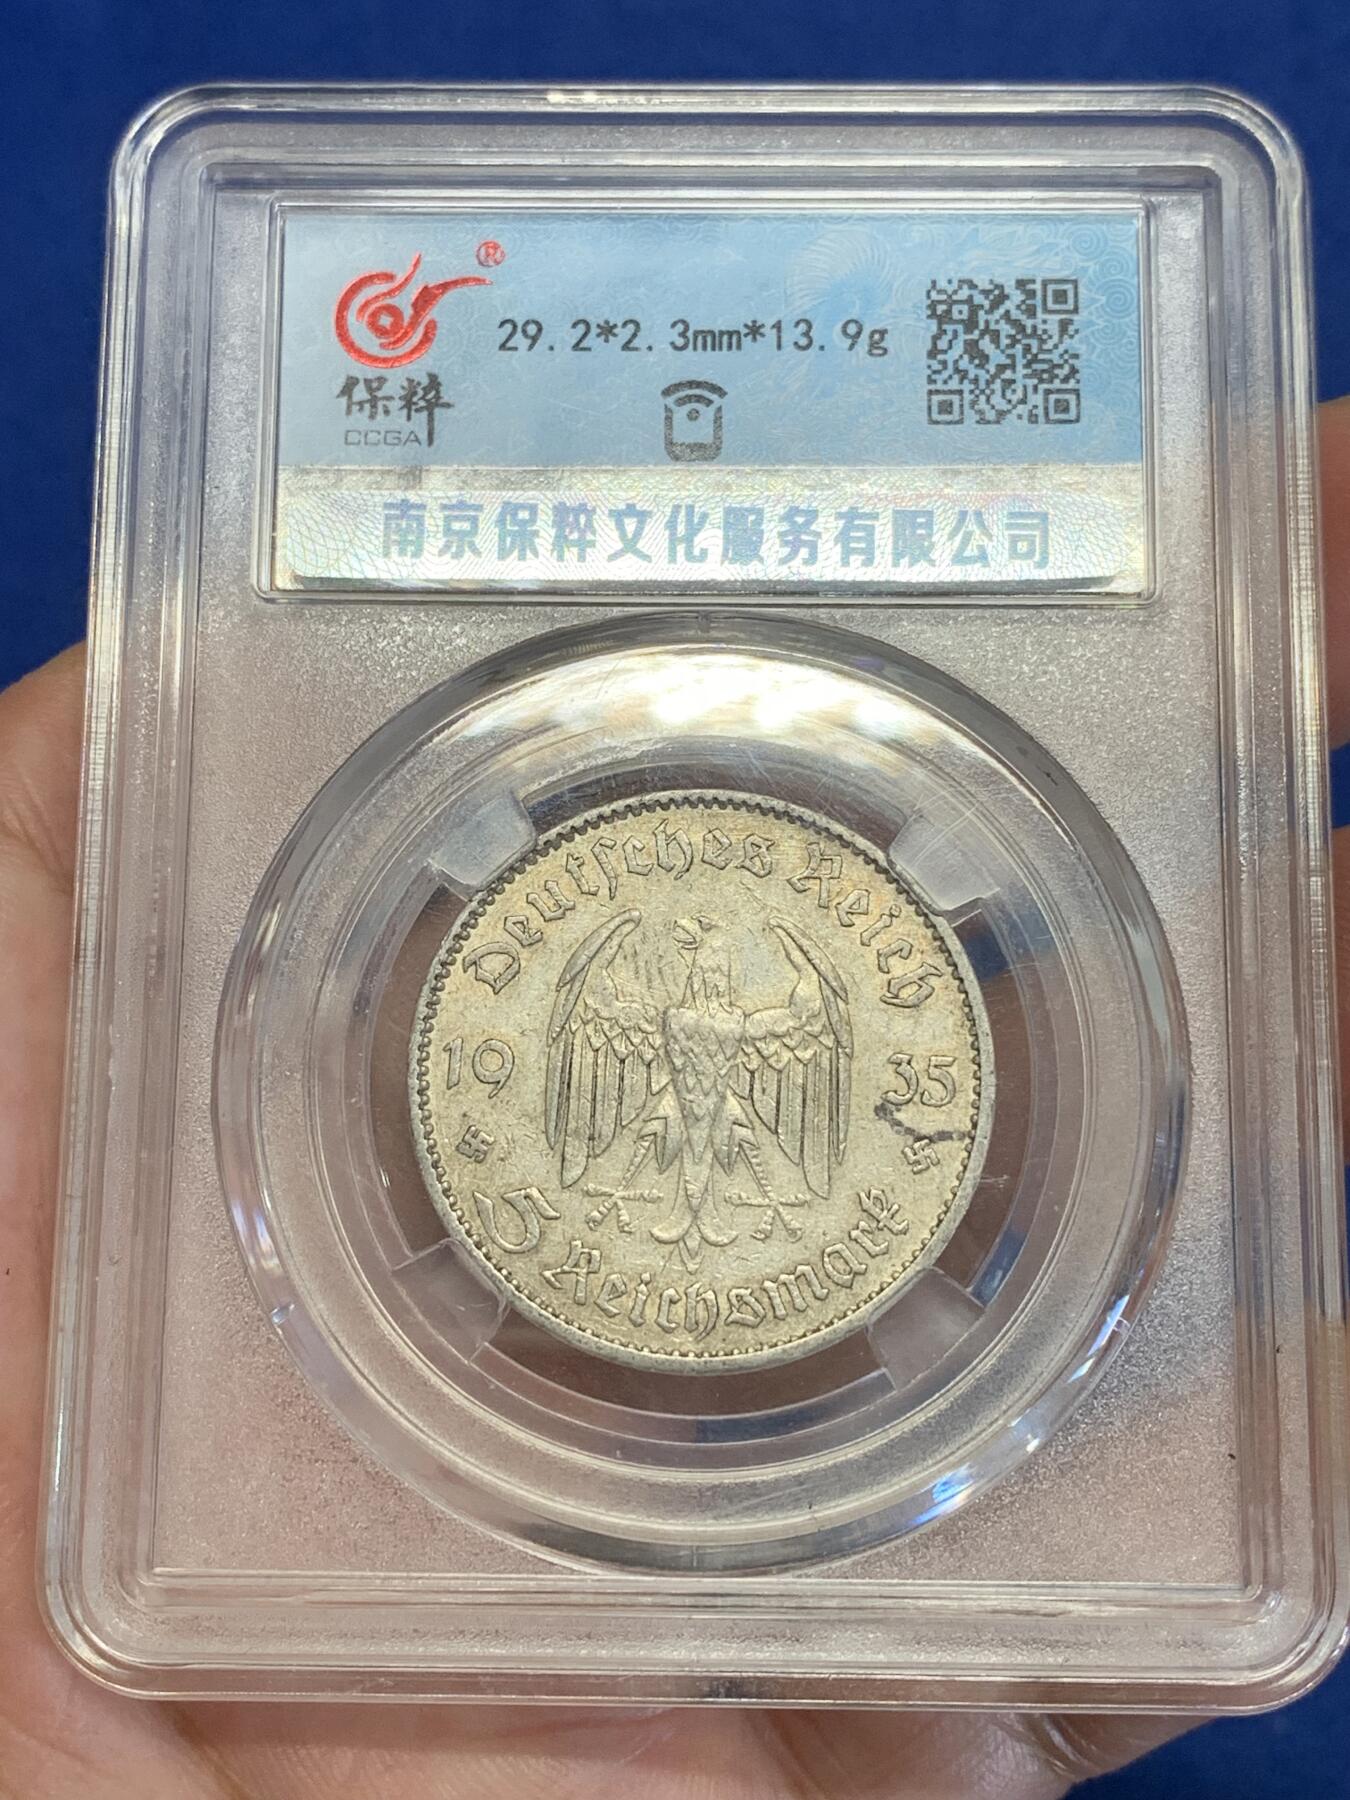 ®
29.2*2.3mm*13.9g
保粹
CCGA
南京保粹文化服务有限公司
Deutsches Reich
19 35
5 Reichsmark